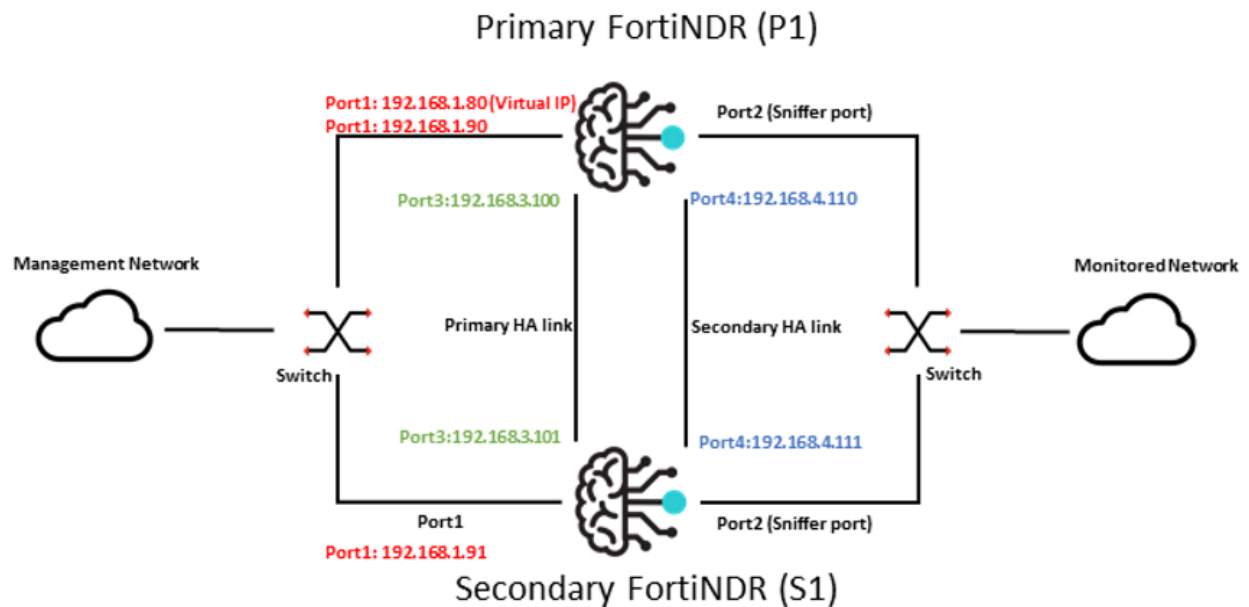 Primary FortiNDR (P1)
Port1: 192.168.1.80(Virtual IP)
Port1: 192.168.1.90
Port2 (Sniffer port)
Port3:192.168.3.100
Port4:192.168.4.110
Management Network
Monitored Network
Primary HA link
Secondary HA link
Switch
Switch
Port3:192.168.3.101
Port4:192.168.4.111
Port1
Port2 (Sniffer port)
Port1: 192.168.1.91
Secondary FortiNDR (S1)